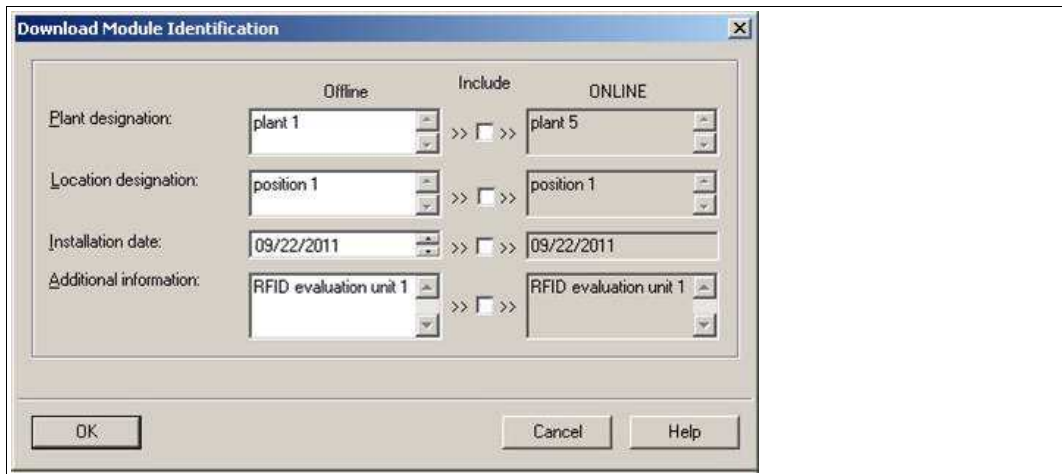 Download Module Identification
Offline Include ONLINE
Plant designation: plant 1 >> >> plant 5
Location designation: position 1 >> >> position 1
Installation date: 09/22/2011 >> >> 09/22/2011
Additional information: RFID evaluation unit 1 >> >> RFID evaluation unit 1
OK Cancel Help